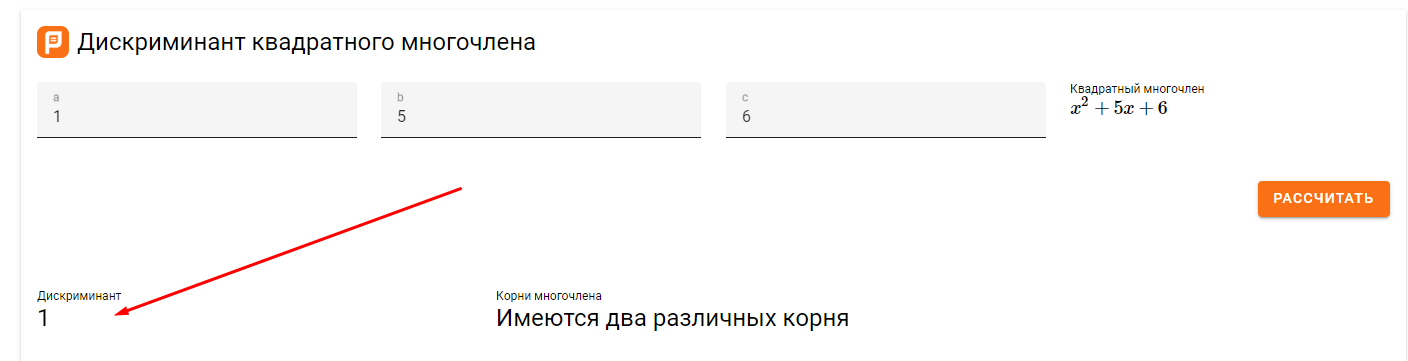 Дискриминант квадратного многочлена
a
1
b
5
c
6
Квадратный многочлен
x² + 5x + 6
РАССЧИТАТЬ
Дискриминант
1
Корни многочлена
Имеются два различных корня